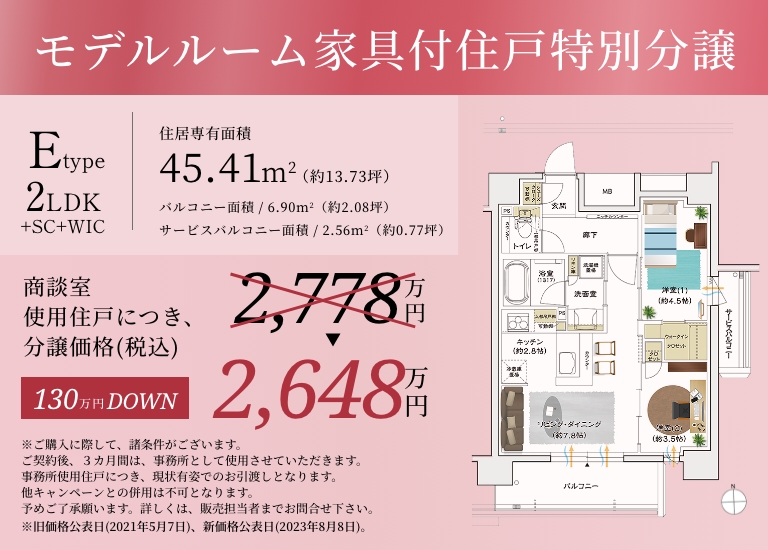 モデルルーム家具付住戸特別分譲
Etype
2LDK
+SC+WIC
住居専有面積
45.41m²（約13.73坪）
バルコニー面積 / 6.90m²（約2.08坪）
サービスバルコニー面積 / 2.56m²（約0.77坪）
商談室
使用住戸につき、
分譲価格(税込)
2,778万円
▼
130万円DOWN
2,648万円
※ご購入に際して、諸条件がございます。
ご契約後、３カ月間は、事務所として使用させていただきます。
事務所使用住戸につき、現状有姿でのお引渡しとなります。
他キャンペーンとの併用は不可となります。
予めご了承願います。詳しくは、販売担当者までお問合せ下さい。
※旧価格公表日(2021年5月7日)、新価格公表日(2023年8月8日)。
MB
玄関
PS
トイレ
廊下
浴室
(1317)
洗面室
洗濯機
置場
PS
洋室(1)
(約4.5帖)
サービスバルコニー
キッチン
(約2.8帖)
冷蔵庫
置場
ウォークイン
クロゼット
リビング・ダイニング
(約7.8帖)
(約3.5帖)
バルコニー
N